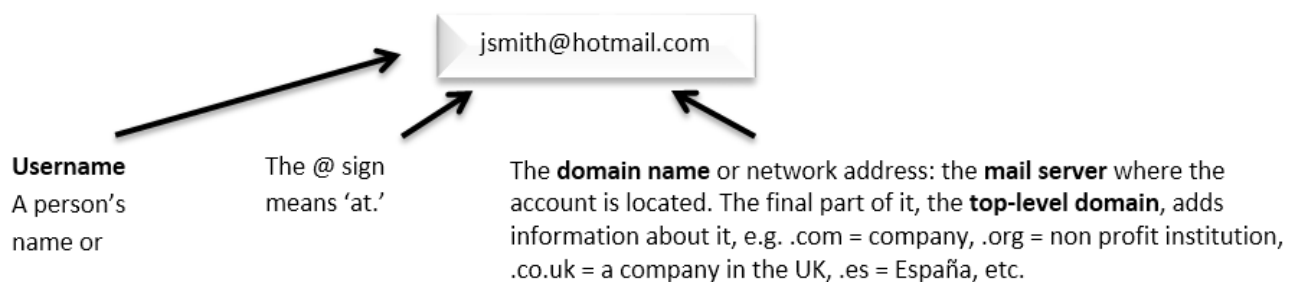 jsmith@hotmail.com
Username
A person's
name or
The @ sign
means 'at.'
The domain name or network address: the mail server where the
account is located. The final part of it, the top-level domain, adds
information about it, e.g. .com = company, .org = non profit institution,
.co.uk = a company in the UK, .es = España, etc.